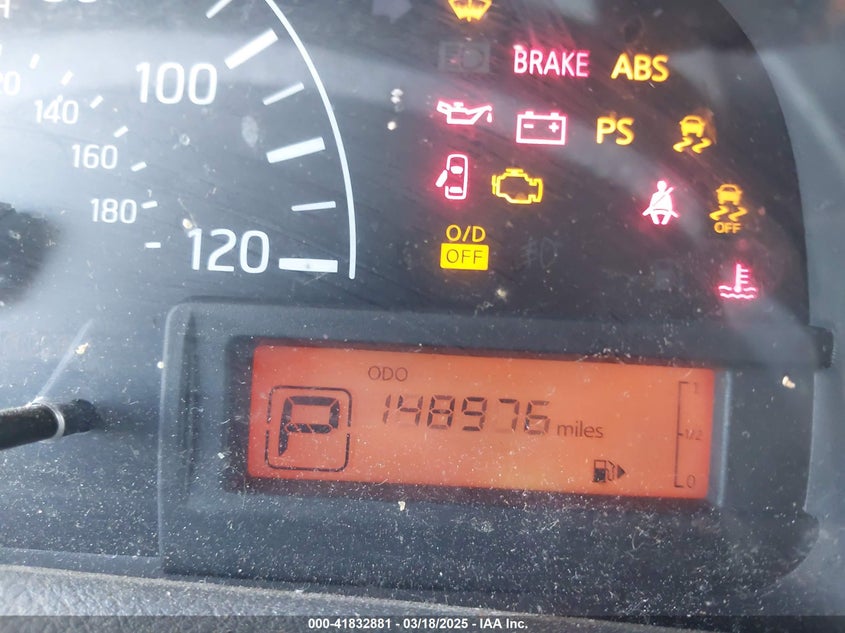 100
120
140
160
180
BRAKE ABS
PS
OFF
O/D
OFF
ODO
P
148976 miles
1
1/2
0
000-41832881 - 03/18/2025 - IAA Inc.